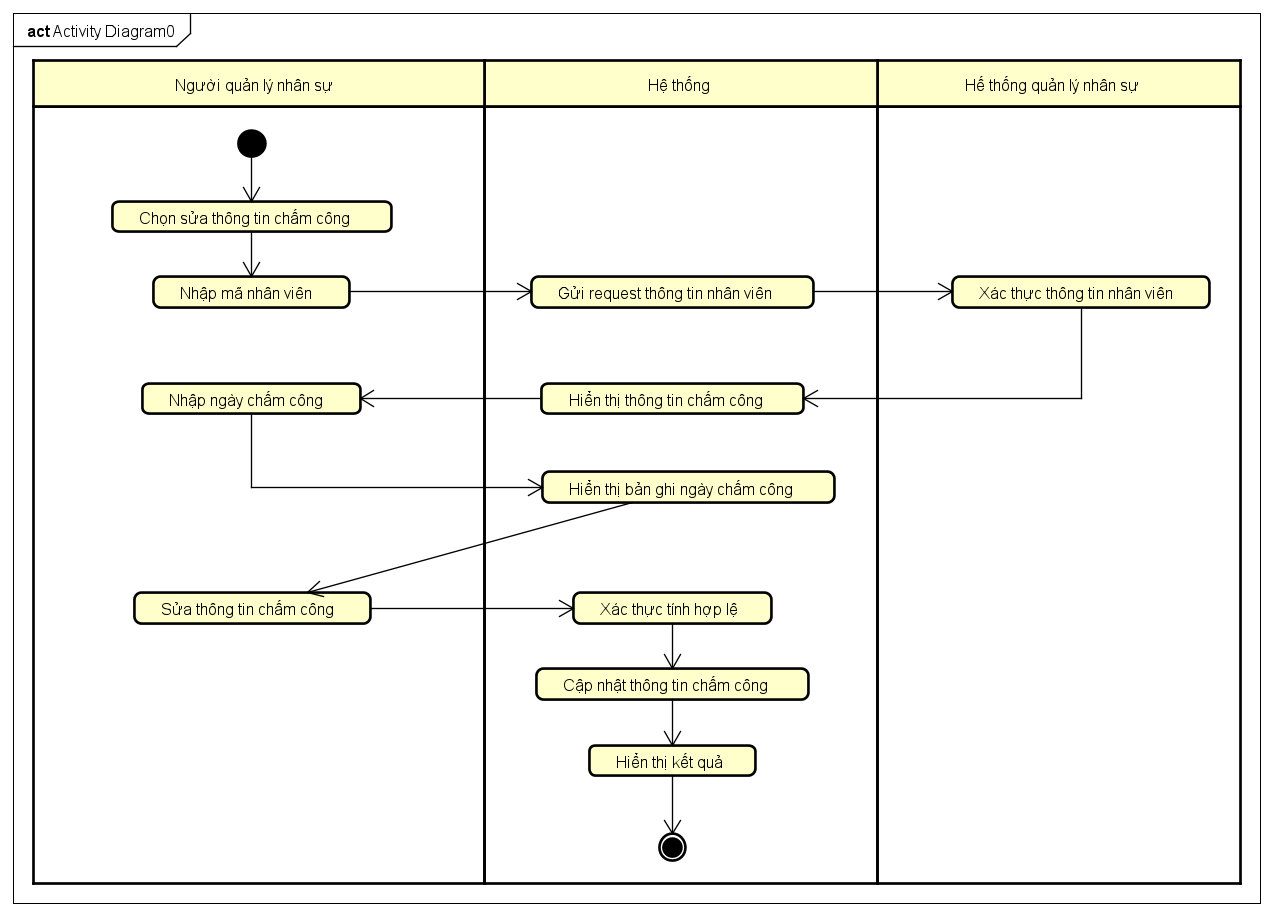 act Activity Diagram0
Người quản lý nhân sự
Hệ thống
Hế thống quản lý nhân sự
Chọn sửa thông tin chấm công
Nhập mã nhân viên
Gửi request thông tin nhân viên
Xác thực thông tin nhân viên
Nhập ngày chấm công
Hiển thị thông tin chấm công
Hiển thị bản ghi ngày chấm công
Sửa thông tin chấm công
Xác thực tính hợp lệ
Cập nhật thông tin chấm công
Hiển thị kết quả